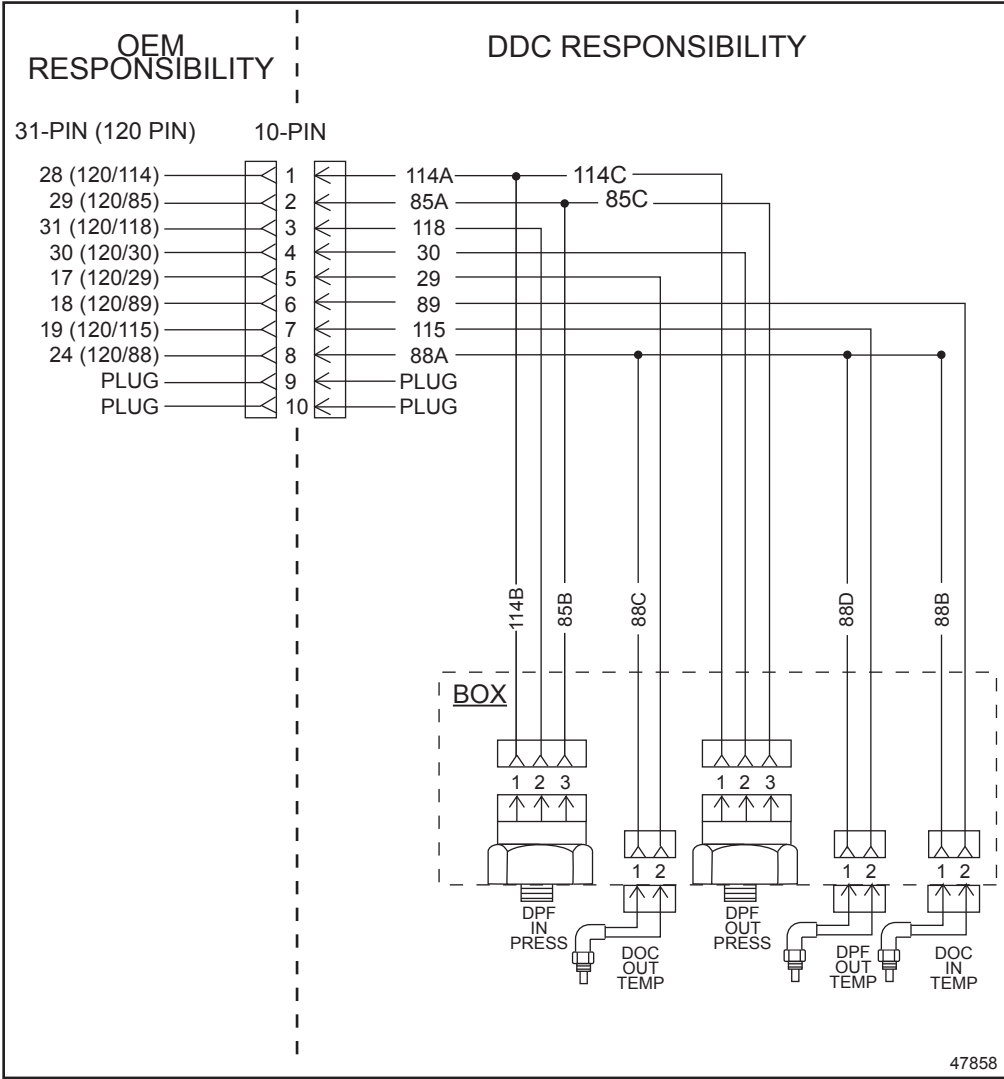 OEM
RESPONSIBILITY
DDC RESPONSIBILITY
31-PIN (120 PIN) 10-PIN
28 (120/114) 1 114A 114C
29 (120/85) 2 85A 85C
31 (120/118) 3 118
30 (120/30) 4 30
17 (120/29) 5 29
18 (120/89) 6 89
19 (120/115) 7 115
24 (120/88) 8 88A
PLUG 9 PLUG
PLUG 10 PLUG
114B 85B 88C 88D 88B
BOX
1 2 3
1 2 3
1 2
1 2
1 2
DPF
IN
PRESS
DOC
OUT
TEMP
DPF
OUT
PRESS
DPF
OUT
TEMP
DOC
IN
TEMP
47858